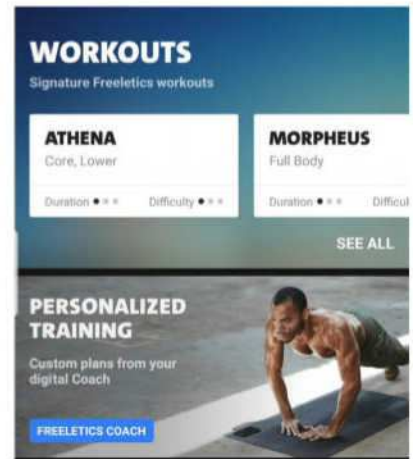 WORKOUTS
Signature Freeletics workouts
ATHENA
Core, Lower
Duration
Difficulty
MORPHEUS
Full Body
Duration
Difficul
SEE ALL
PERSONALIZED
TRAINING
Custom plans from your
digital Coach
FREELETICS COACH